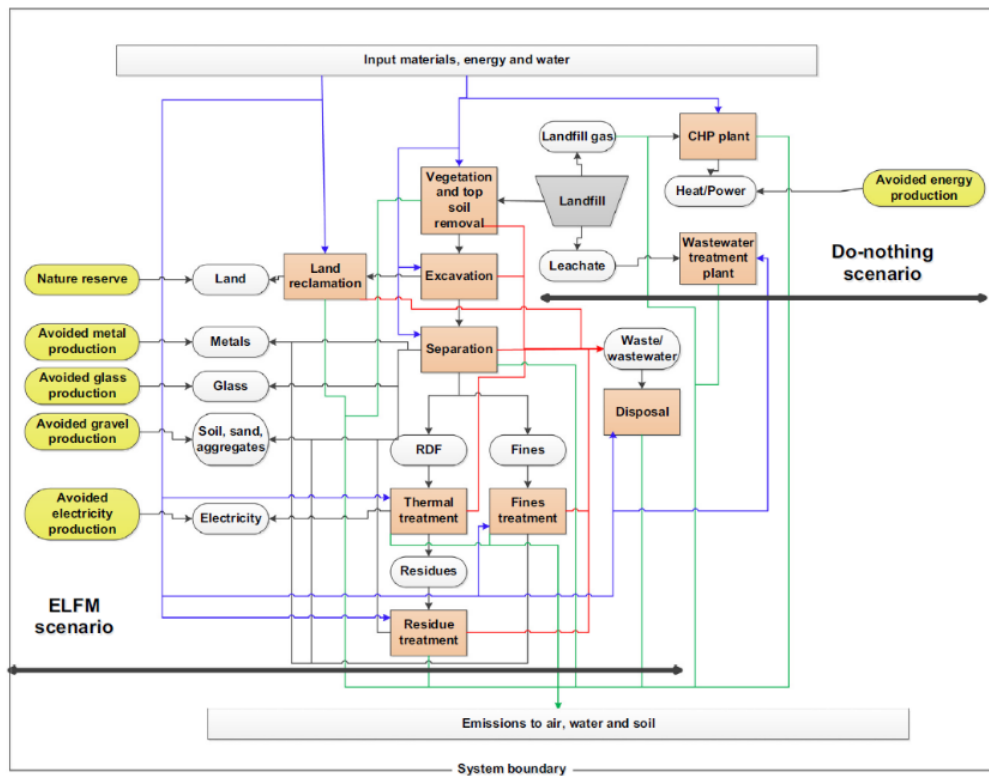 Input materials, energy and water
Landfill gas
CHP plant
Vegetation
and top
soil
removal
Landfill
Heat/Power
Avoided energy
production
Do-nothing
scenario
Nature reserve
Land
Land
reclamation
Excavation
Leachate
Wastewater
treatment
plant
Avoided metal
production
Metals
Separation
Waste/
wastewater
Avoided glass
production
Glass
Disposal
Avoided gravel
production
Soil, sand,
aggregates
RDF
Fines
Avoided
electricity
production
Electricity
Thermal
treatment
Fines
treatment
Residues
ELFM
scenario
Residue
treatment
Emissions to air, water and soil
System boundary